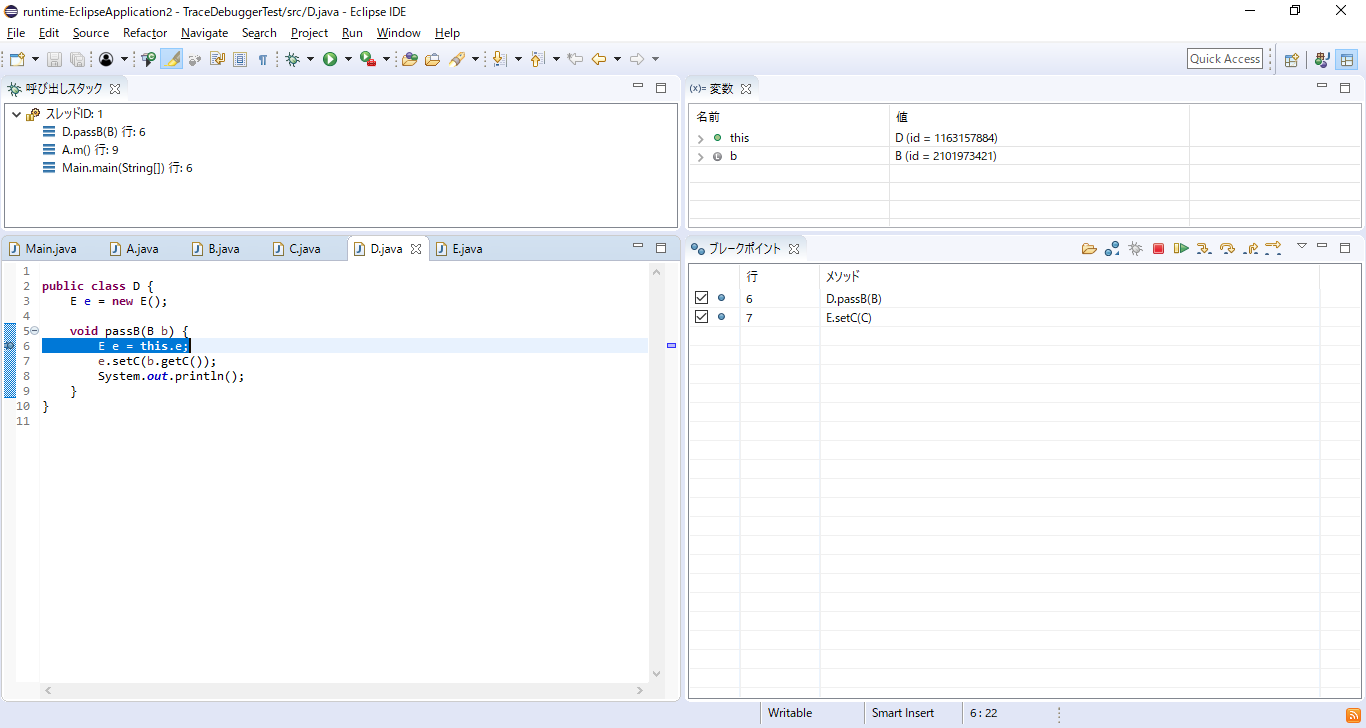 runtime-EclipseApplication2 - TraceDebuggerTest/src/D.java - Eclipse IDE
File Edit Source Refactor Navigate Search Project Run Window Help
Quick Access
呼び出しスタック
スレッドID: 1
D.passB(B) 行: 6
A.m() 行: 9
Main.main(String[]) 行: 6
(x)= 変数
名前 値
this D (id = 1163157884)
b B (id = 2101973421)
Main.java A.java B.java C.java D.java E.java
1
2 public class D {
3 E e = new E();
4
5 void passB(B b) {
6 E e = this.e;
7 e.setC(b.getC());
8 System.out.println();
9 }
10 }
11
ブレークポイント
行 メソッド
6 D.passB(B)
7 E.setC(C)
Writable Smart Insert 6 : 22